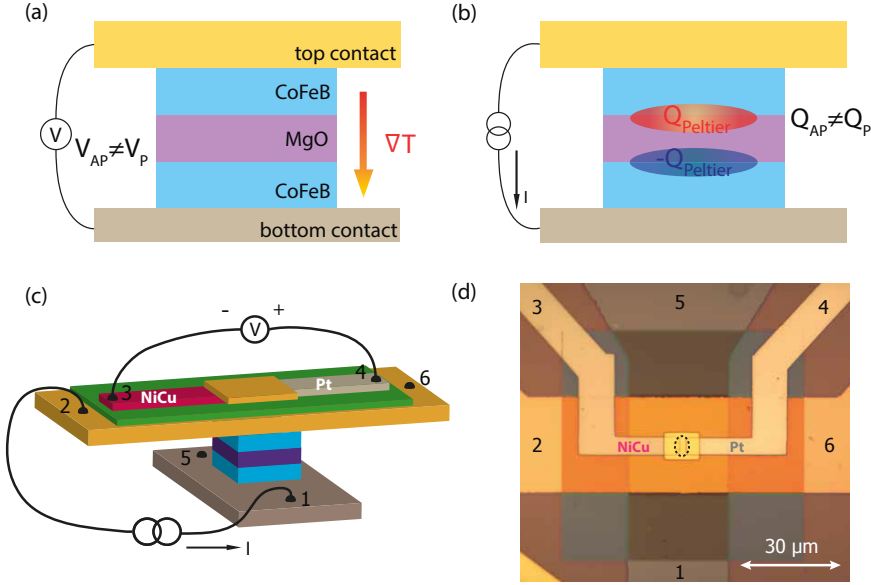 (a)
top contact
CoFeB
V
V_AP≠V_P
MgO
∇T
CoFeB
bottom contact
(b)
Q_Peltier
Q_AP≠Q_P
-Q_Peltier
I
(c)
- +
V
3 NiCu Pt 4 6
2
5
1
I
(d)
3 5 4
2 NiCu Pt 6
30 µm
1